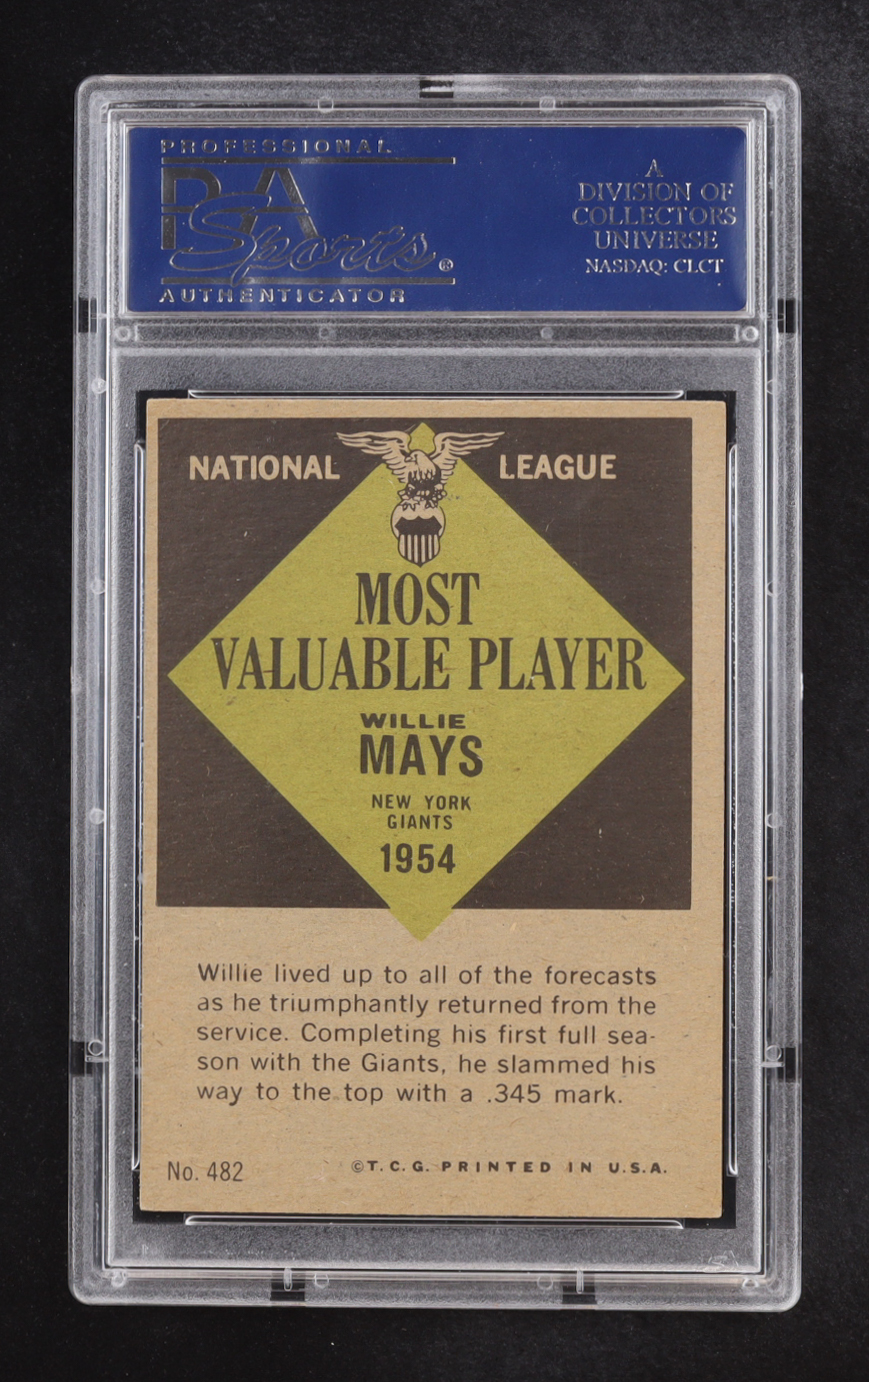 PROFESSIONAL
PSA
Sports®
AUTHENTICATOR
A
DIVISION OF
COLLECTORS
UNIVERSE
NASDAQ: CLCT
NATIONAL LEAGUE
MOST
VALUABLE PLAYER
WILLIE
MAYS
NEW YORK
GIANTS
1954
Willie lived up to all of the forecasts
as he triumphantly returned from the
service. Completing his first full sea-
son with the Giants, he slammed his
way to the top with a .345 mark.
No. 482 ©T.C.G. PRINTED IN U.S.A.